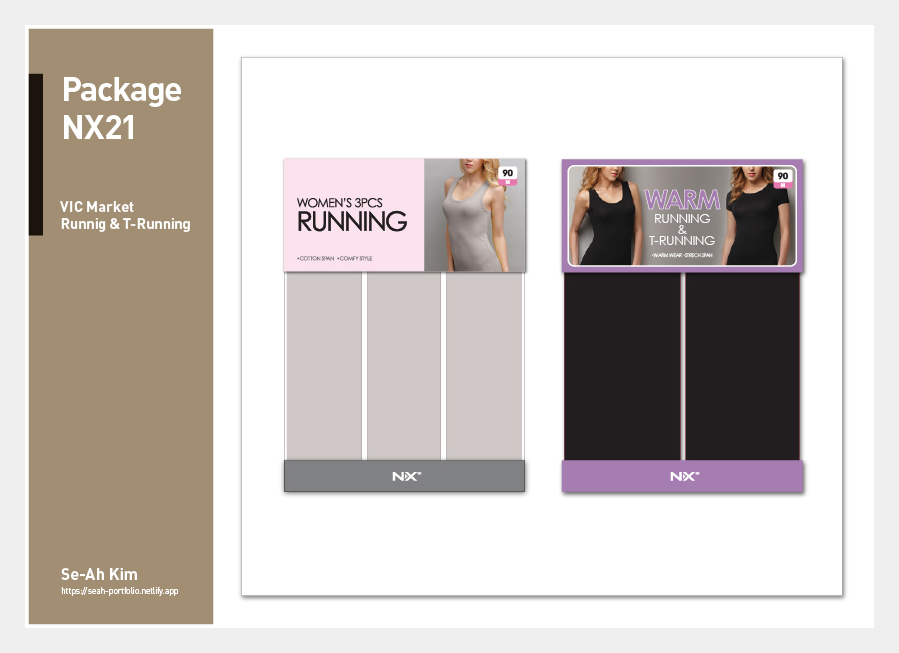 Package
NX21
VIC Market
Runnig & T-Running
Se-Ah Kim
https://seah-portfolio.netlify.app
WOMEN'S 3PCS
RUNNING
•COTTON SPAN •COMFY STYLE
90
M
NX
WARM
RUNNING
&
T-RUNNING
•WARM WEAR •STRECH SPAN
90
M
NX